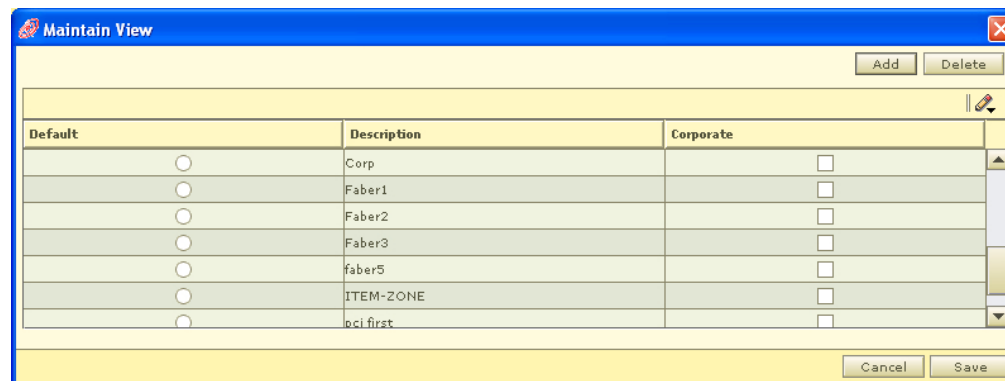 Maintain View
Add Delete
Default Description Corporate
Corp
Faber1
Faber2
Faber3
faber5
ITEM-ZONE
pci first
Cancel Save